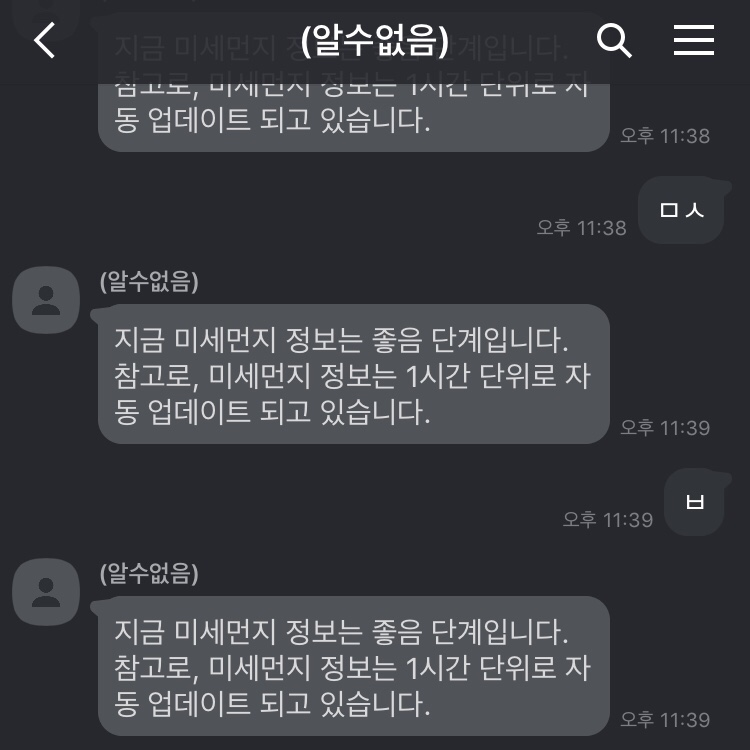 (알수없음)
지금 미세먼지 정보는 좋음 단계입니다.
참고로, 미세먼지 정보는 1시간 단위로 자
동 업데이트 되고 있습니다.
오후 11:38
ㅁㅅ
오후 11:38
(알수없음)
지금 미세먼지 정보는 좋음 단계입니다.
참고로, 미세먼지 정보는 1시간 단위로 자
동 업데이트 되고 있습니다.
오후 11:39
ㅂ
오후 11:39
(알수없음)
지금 미세먼지 정보는 좋음 단계입니다.
참고로, 미세먼지 정보는 1시간 단위로 자
동 업데이트 되고 있습니다.
오후 11:39